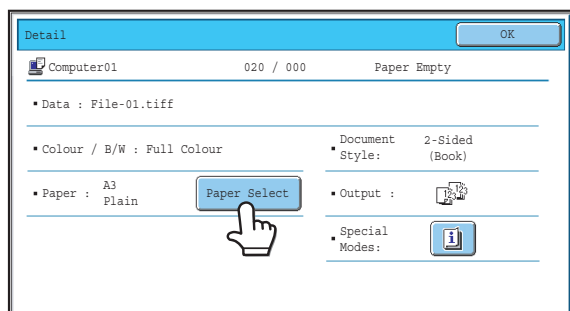 Detail OK
Computer01 020 / 000 Paper Empty
▪ Data : File-01.tiff
▪ Colour / B/W : Full Colour
▪ Document Style: 2-Sided (Book)
▪ Paper : A3 Plain Paper Select
▪ Output :
▪ Special Modes: